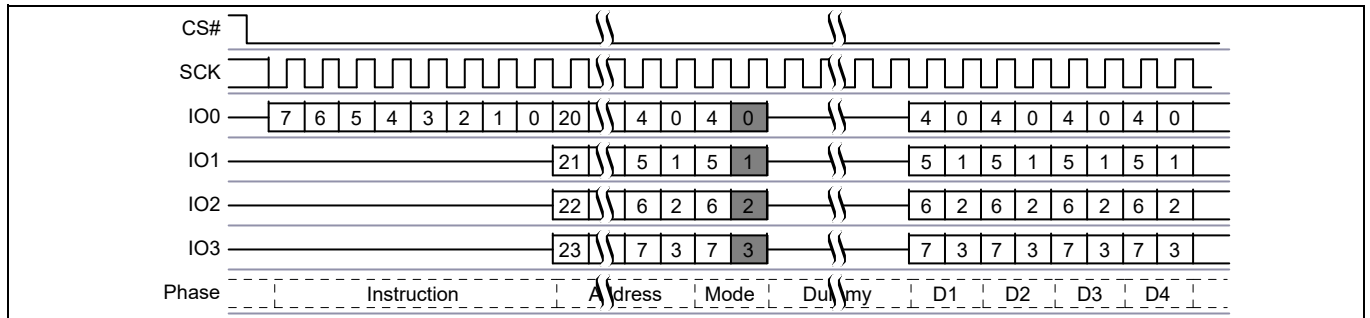 CS#
SCK
IO0 7 6 5 4 3 2 1 0 20 4 0 4 0 4 0 4 0 4 0 4 0
IO1 21 5 1 5 1 5 1 5 1 5 1 5 1
IO2 22 6 2 6 2 6 2 6 2 6 2 6 2
IO3 23 7 3 7 3 7 3 7 3 7 3 7 3
Phase Instruction Address Mode Dummy D1 D2 D3 D4